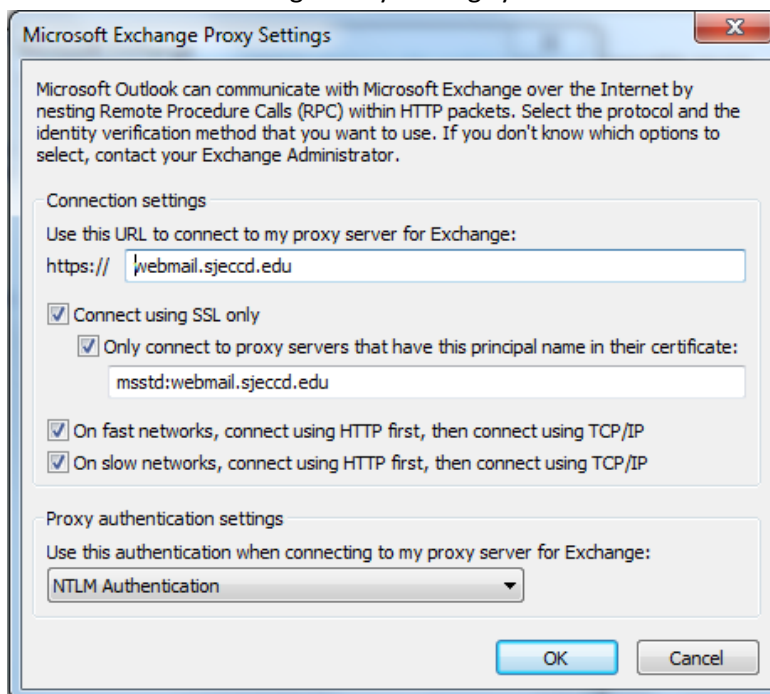 Microsoft Exchange Proxy Settings
Microsoft Outlook can communicate with Microsoft Exchange over the Internet by
nesting Remote Procedure Calls (RPC) within HTTP packets. Select the protocol and the
identity verification method that you want to use. If you don't know which options to
select, contact your Exchange Administrator.
Connection settings
Use this URL to connect to my proxy server for Exchange:
https:// webmail.sjeccd.edu
Connect using SSL only
Only connect to proxy servers that have this principal name in their certificate:
msstd:webmail.sjeccd.edu
On fast networks, connect using HTTP first, then connect using TCP/IP
On slow networks, connect using HTTP first, then connect using TCP/IP
Proxy authentication settings
Use this authentication when connecting to my proxy server for Exchange:
NTLM Authentication
OK Cancel